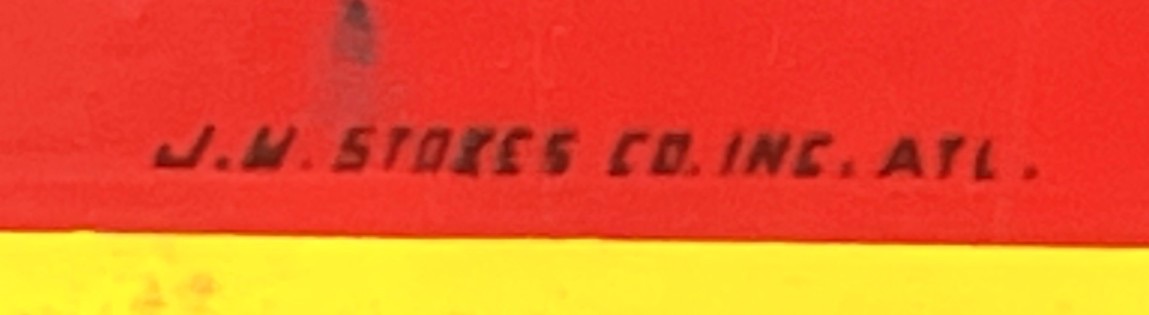 J.W. STOKES CO. INC. ATL.